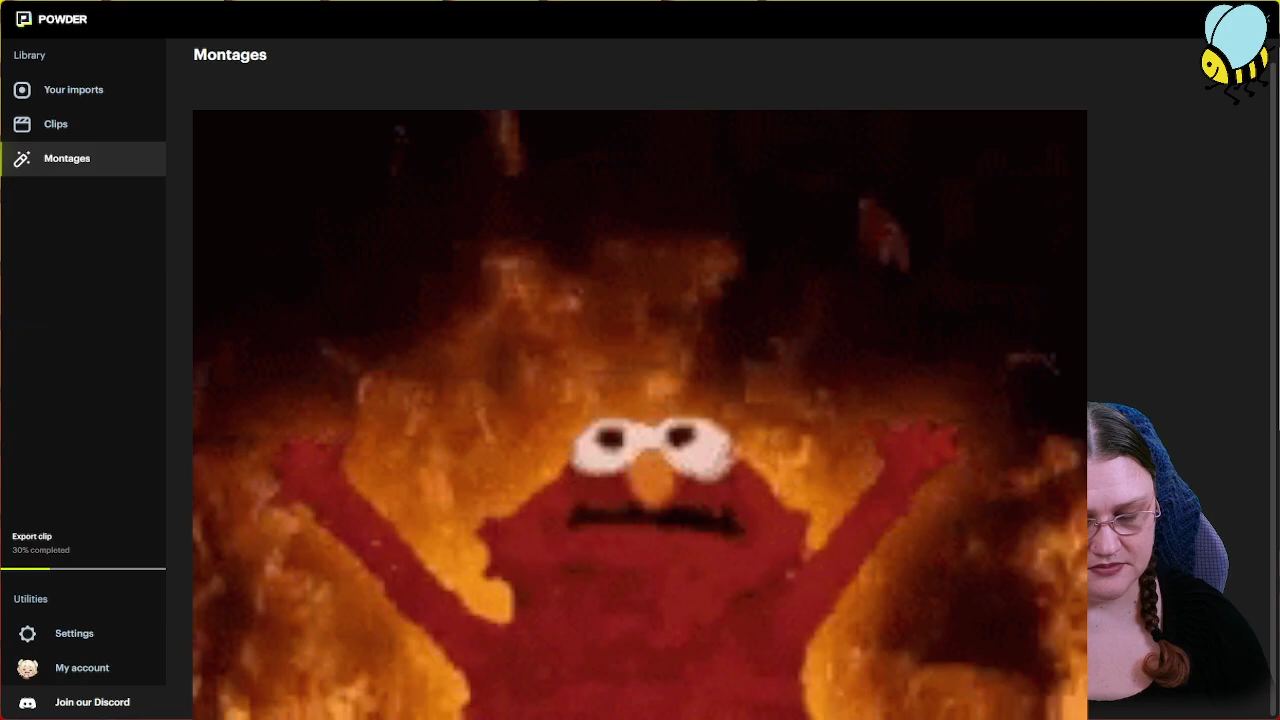 POWDER
Library
Montages
Your imports
Clips
Montages
Export clip
30% completed
Utilities
Settings
My account
Join our Discord